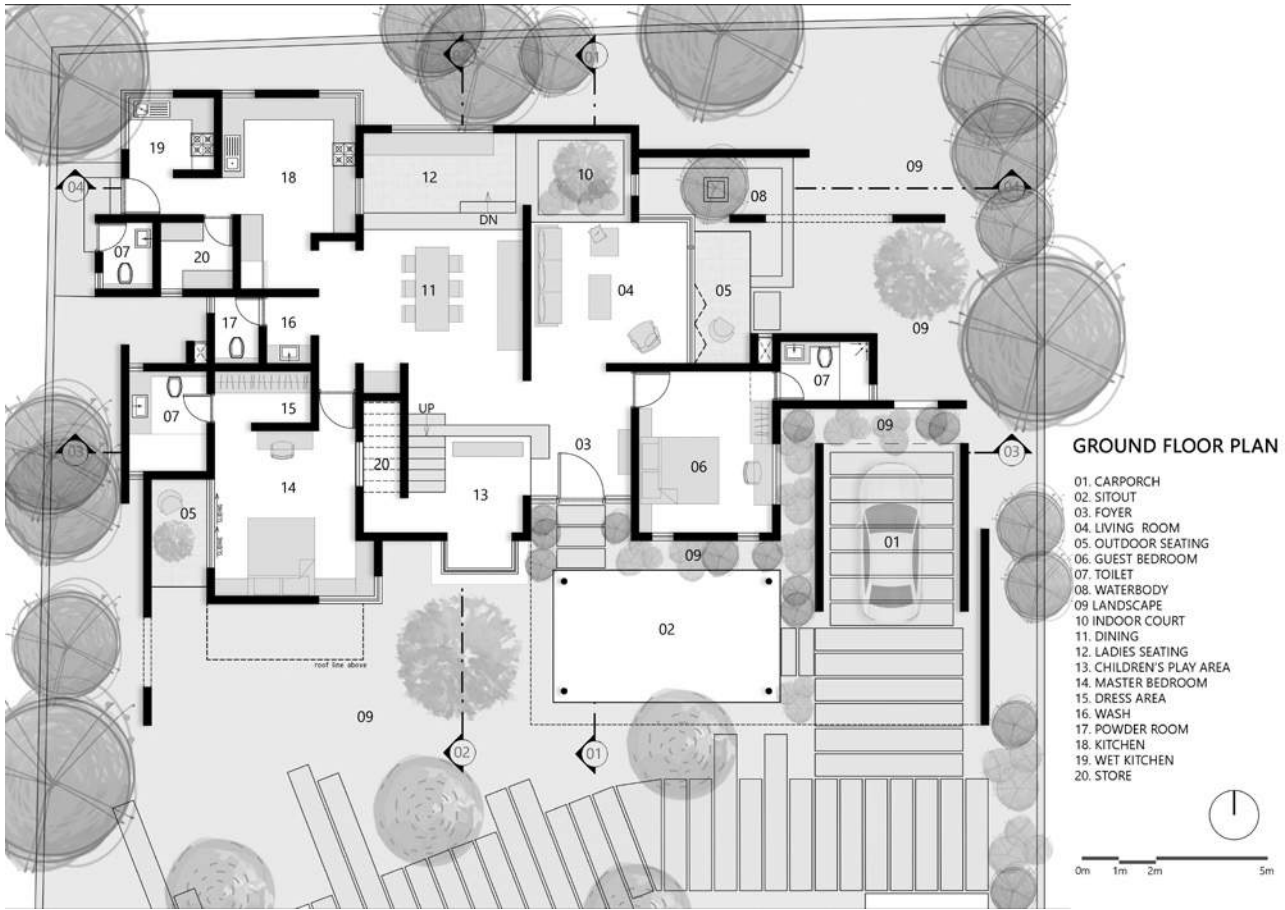 02
01
19
18
12
10
09
04
08
04
DN
07
20
11
04
05
09
17
16
07
15
07
UP
03
09
03
20
06
03
14
13
05
SLIDING
SLIDING
01
09
02
roof line above
09
02
01
GROUND FLOOR PLAN
01. CARPORCH
02. SITOUT
03. FOYER
04. LIVING ROOM
05. OUTDOOR SEATING
06. GUEST BEDROOM
07. TOILET
08. WATERBODY
09 LANDSCAPE
10 INDOOR COURT
11. DINING
12. LADIES SEATING
13. CHILDREN'S PLAY AREA
14. MASTER BEDROOM
15. DRESS AREA
16. WASH
17. POWDER ROOM
18. KITCHEN
19. WET KITCHEN
20. STORE
0m 1m 2m 5m